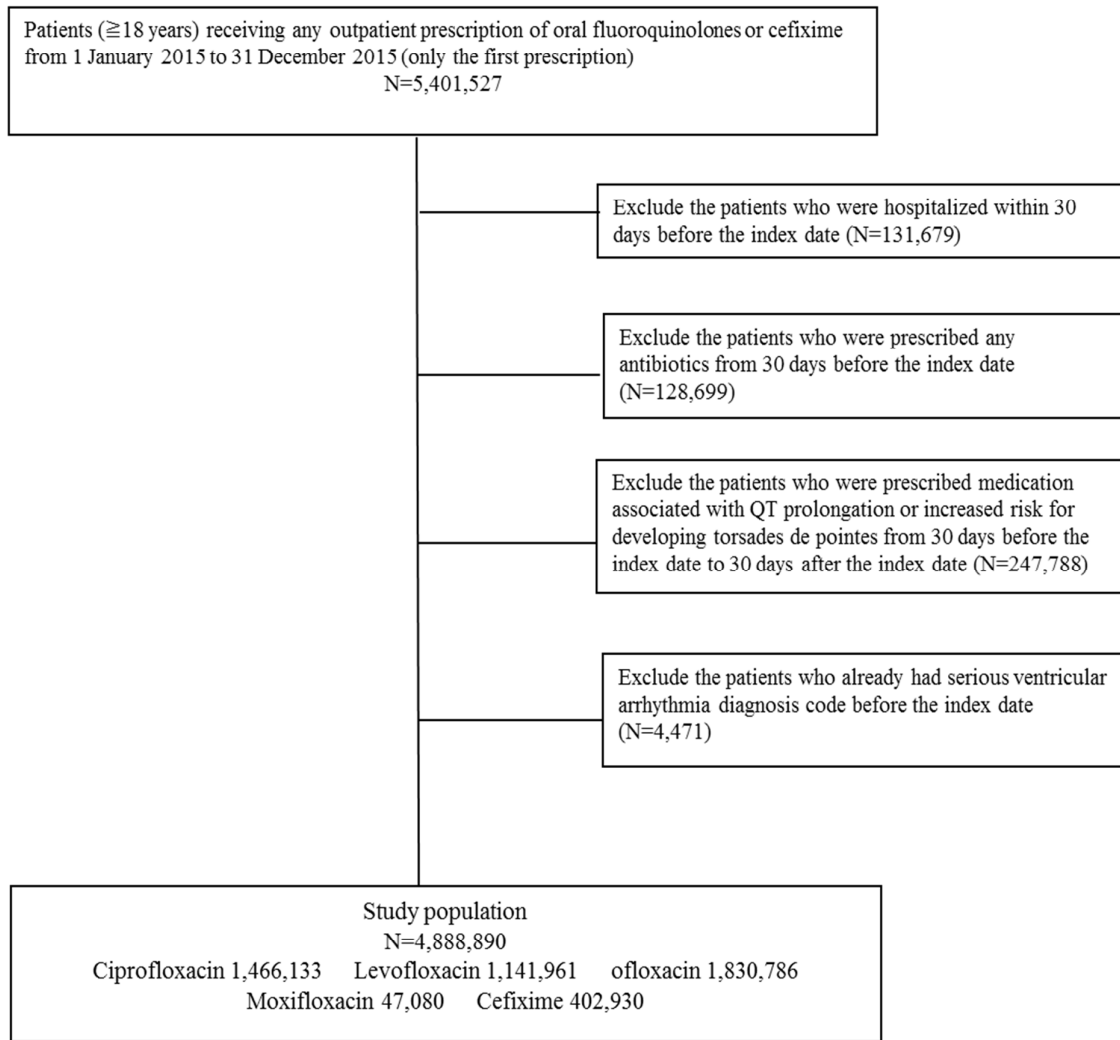 Patients (≧18 years) receiving any outpatient prescription of oral fluoroquinolones or cefixime
from 1 January 2015 to 31 December 2015 (only the first prescription)
N=5,401,527
Exclude the patients who were hospitalized within 30
days before the index date (N=131,679)
Exclude the patients who were prescribed any
antibiotics from 30 days before the index date
(N=128,699)
Exclude the patients who were prescribed medication
associated with QT prolongation or increased risk for
developing torsades de pointes from 30 days before the
index date to 30 days after the index date (N=247,788)
Exclude the patients who already had serious ventricular
arrhythmia diagnosis code before the index date
(N=4,471)
Study population
N=4,888,890
Ciprofloxacin 1,466,133 Levofloxacin 1,141,961 ofloxacin 1,830,786
Moxifloxacin 47,080 Cefixime 402,930